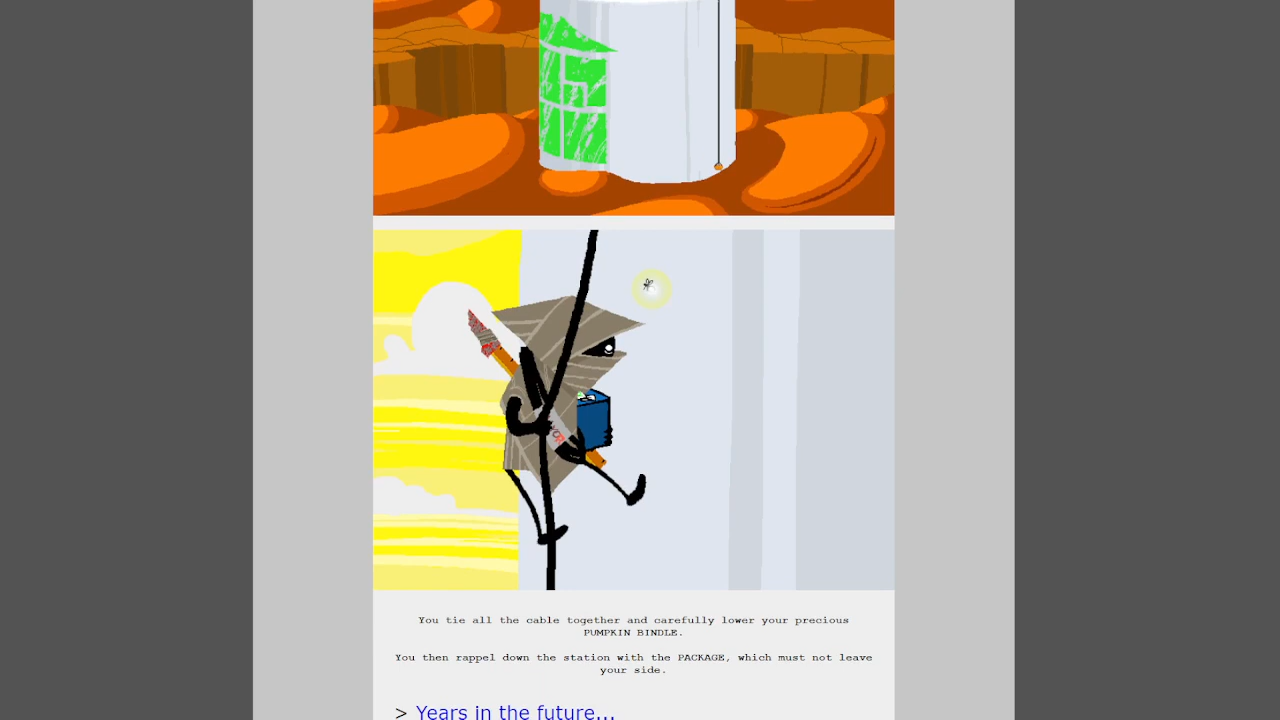 You tie all the cable together and carefully lower your precious
PUMPKIN BINDLE.
You then rappel down the station with the PACKAGE, which must not leave
your side.
> Years in the future...